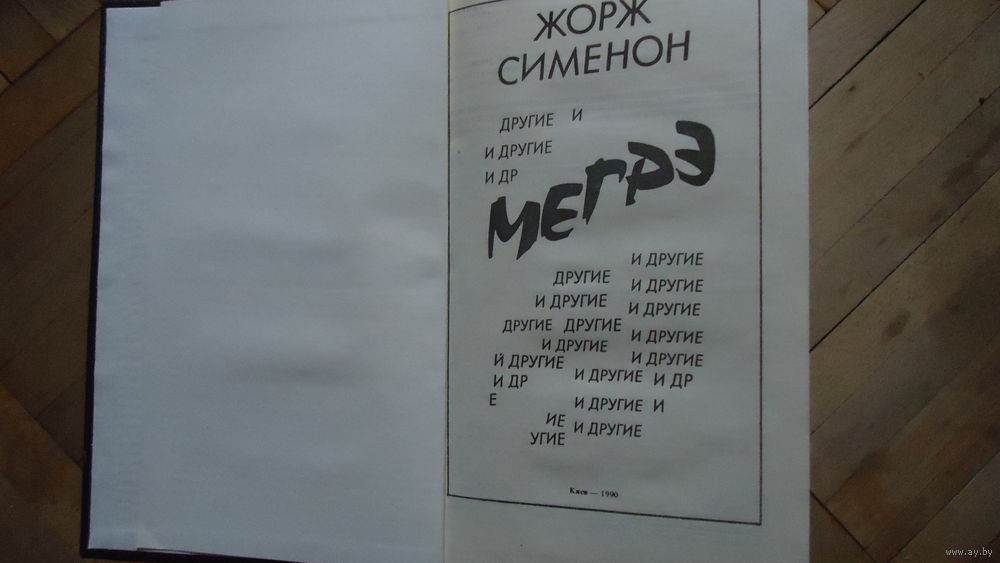 ЖОРЖ
СИМЕНОН
ДРУГИЕ И
И ДРУГИЕ
И ДР
МЕГРЭ
И ДРУГИЕ
ДРУГИЕ И ДРУГИЕ
И ДРУГИЕ И ДРУГИЕ
ДРУГИЕ ДРУГИЕ И ДРУГИЕ
И ДРУГИЕ
И ДРУГИЕ И ДРУГИЕ
И ДР И ДРУГИЕ И ДР
Е И ДРУГИЕ И
ИЕ
УГИЕ И ДРУГИЕ
Киев — 1990
www.ay.by